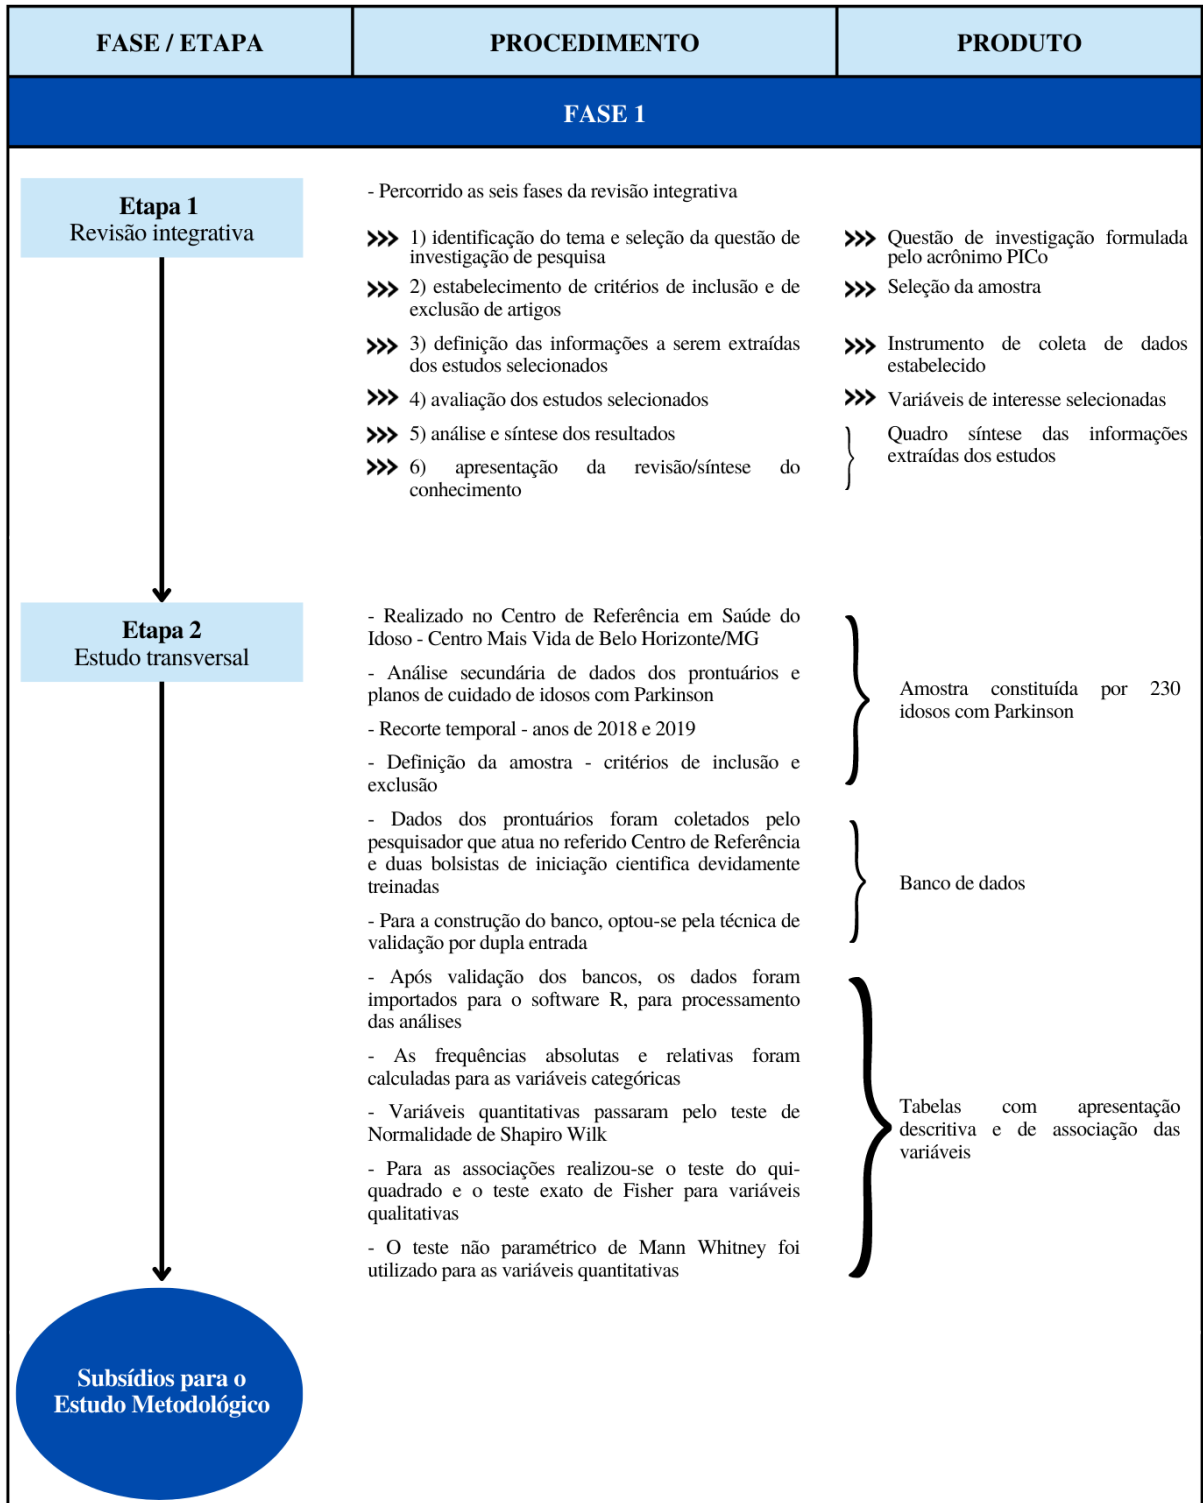 FASE / ETAPA
PROCEDIMENTO
PRODUTO
FASE 1
Etapa 1
Revisão integrativa
- Percorrido as seis fases da revisão integrativa
1) identificação do tema e seleção da questão de
investigação de pesquisa
Questão de investigação formulada
pelo acrônimo PICo
2) estabelecimento de critérios de inclusão e de
exclusão de artigos
Seleção da amostra
3) definição das informações a serem extraídas
dos estudos selecionados
Instrumento de coleta de dados
estabelecido
4) avaliação dos estudos selecionados
Variáveis de interesse selecionadas
5) análise e síntese dos resultados
6) apresentação da revisão/síntese do
conhecimento
Quadro síntese das informações
extraídas dos estudos
Etapa 2
Estudo transversal
- Realizado no Centro de Referência em Saúde do
Idoso - Centro Mais Vida de Belo Horizonte/MG
- Análise secundária de dados dos prontuários e
planos de cuidado de idosos com Parkinson
- Recorte temporal - anos de 2018 e 2019
- Definição da amostra - critérios de inclusão e
exclusão
Amostra constituída por 230
idosos com Parkinson
- Dados dos prontuários foram coletados pelo
pesquisador que atua no referido Centro de Referência
e duas bolsistas de iniciação cientifica devidamente
treinadas
- Para a construção do banco, optou-se pela técnica de
validação por dupla entrada
Banco de dados
- Após validação dos bancos, os dados foram
importados para o software R, para processamento
das análises
- As frequências absolutas e relativas foram
calculadas para as variáveis categóricas
- Variáveis quantitativas passaram pelo teste de
Normalidade de Shapiro Wilk
- Para as associações realizou-se o teste do qui-
quadrado e o teste exato de Fisher para variáveis
qualitativas
- O teste não paramétrico de Mann Whitney foi
utilizado para as variáveis quantitativas
Tabelas com apresentação
descritiva e de associação das
variáveis
Subsídios para o
Estudo Metodológico